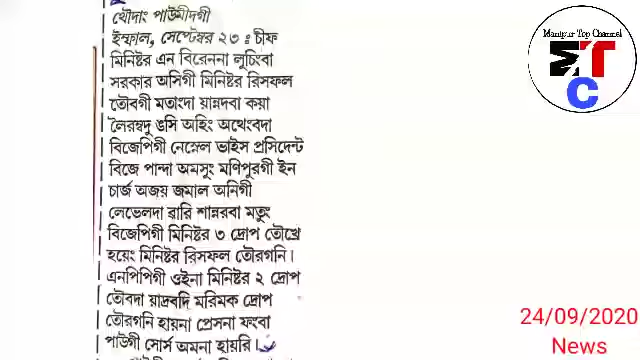 থৌদাং পাউমীদগী
ইম্ফাল, সেপ্টেম্বর ২৩ : চীফ
মিনিষ্টর এন বিরেননা লুচিংবা
সরকার অসিগী মিনিষ্টর রিসফল
তৌবগী মতাংদা য়ান্নদবা কয়া
লৈরম্বদু ঙসি অহিং অথেংবদা
বিজেপিগী নেস্নেল ভাইস প্রসিদেন্ট
বিজে পান্দা অমসুং মণিপুরগী ইন
চার্জ অজয় জমাল অনিগী
লেভেলদা ৱারি শান্নরবা মতুং
বিজেপিগী মিনিষ্টর ৩ দ্রোপ তৌখ্রে
হয়েং মিনিষ্টর রিসফল তৌরগনি।
এনপিপিগী ওইনা মিনিষ্টর ২ দ্রোপ
তৌবদা য়াদ্রবদি মরিমক দ্রোপ
তৌরগনি হায়না প্রেসনা ফংবা
পাউগী সোর্স অমনা হায়রি।
Manipur Top Channel
TC
24/09/2020
News